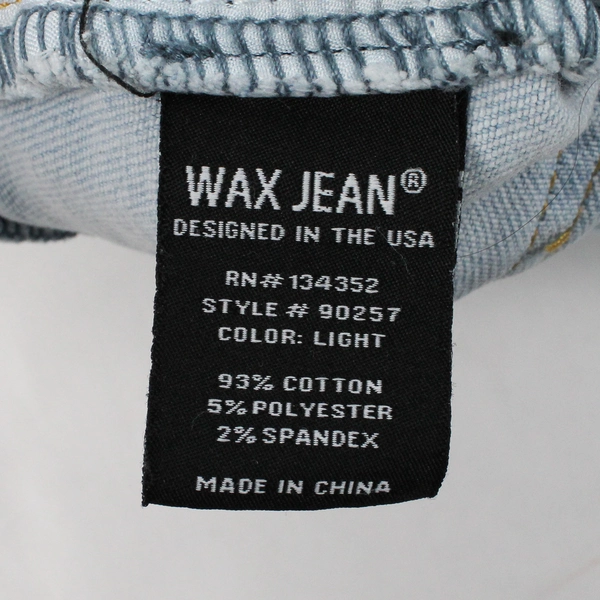 WAX JEAN®
DESIGNED IN THE USA
RN# 134352
STYLE # 90257
COLOR: LIGHT
93% COTTON
5% POLYESTER
2% SPANDEX
MADE IN CHINA